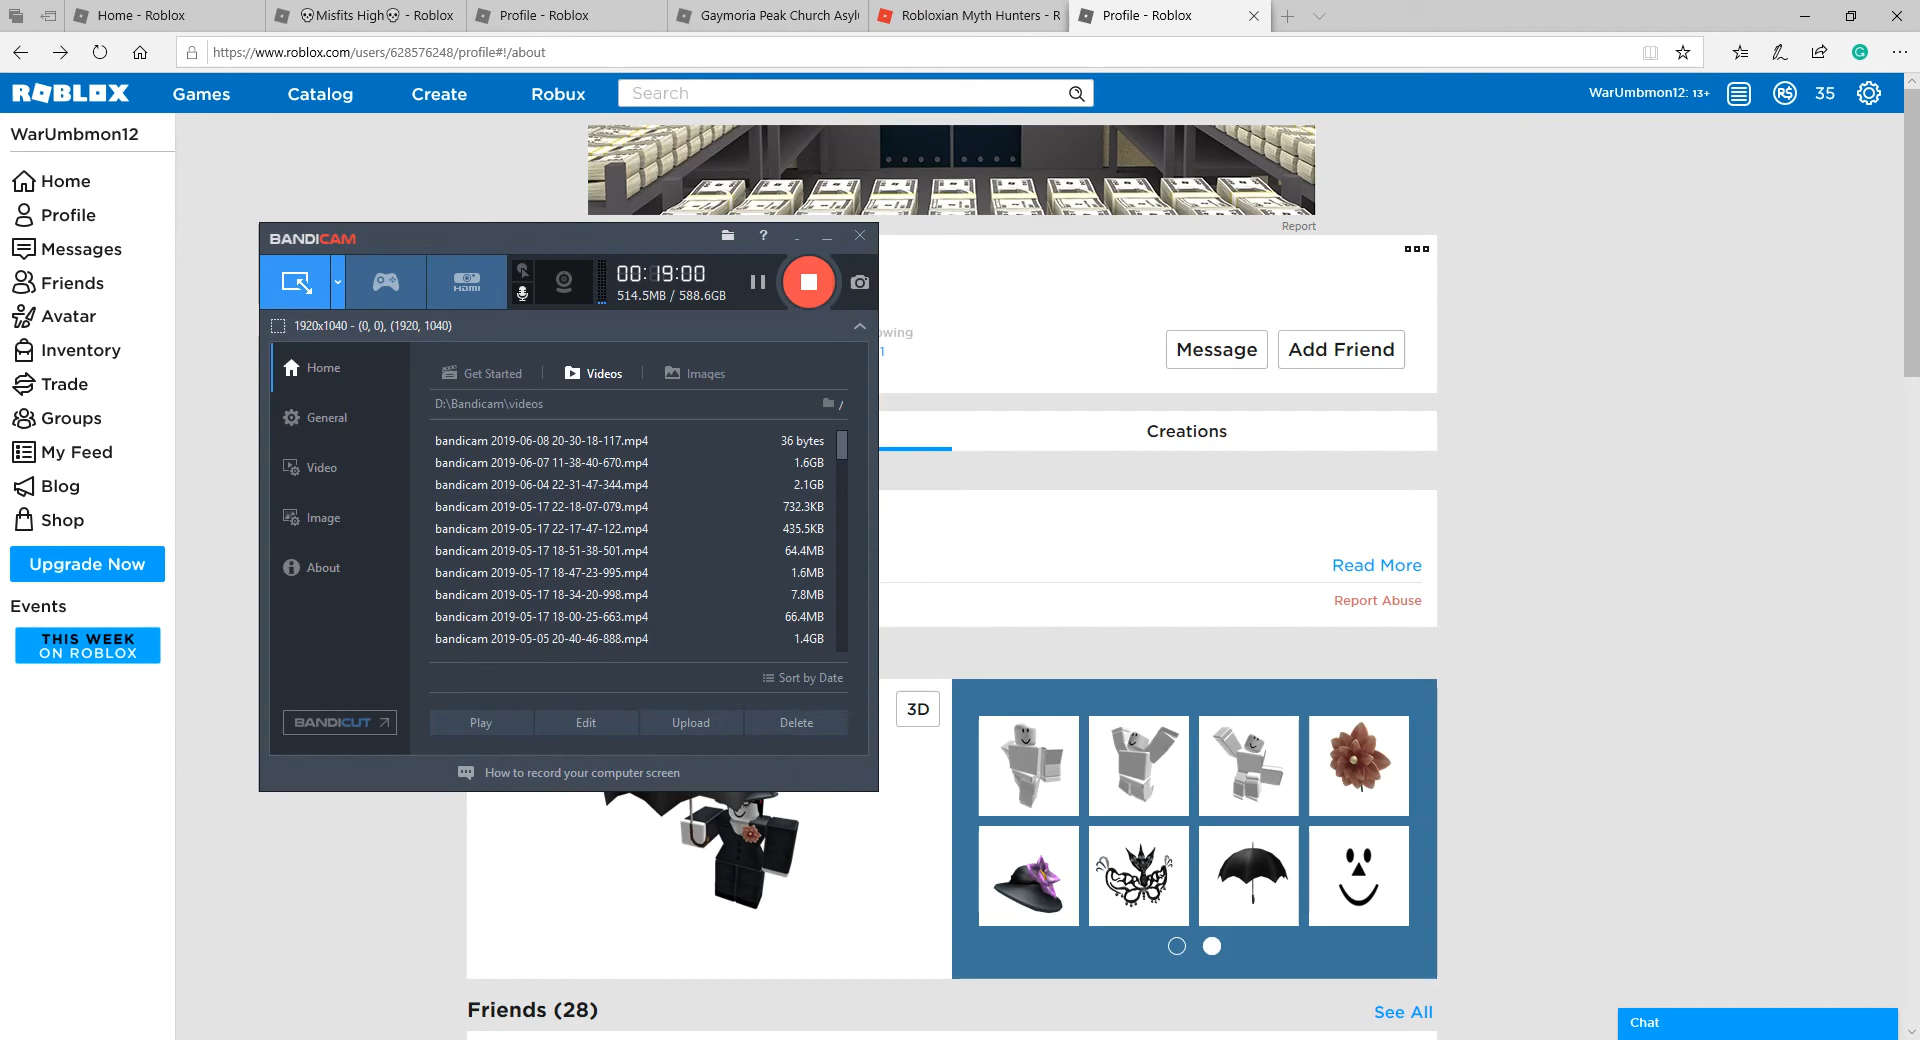 Home - Roblox
💀Misfits High💀 - Roblox
Profile - Roblox
Gaymoria Peak Church Asyl
Robloxian Myth Hunters - R
Profile - Roblox
https://www.roblox.com/users/628576248/profile#!/about
ROBLOX
Games
Catalog
Create
Robux
Search
WarUmbmon12: 13+
R$
35
WarUmbmon12
Home
Profile
Messages
Friends
Avatar
Inventory
Trade
Groups
My Feed
Blog
Shop
Upgrade Now
Events
THIS WEEK
ON ROBLOX
Report
BANDICAM
?
HDMI
00:19:00
514.5MB / 588.6GB
1920x1040 - (0, 0), (1920, 1040)
Home
General
Video
Image
About
BANDICUT
Get Started
Videos
Images
D:\Bandicam\videos
/
bandicam 2019-06-08 20-30-18-117.mp4 36 bytes
bandicam 2019-06-07 11-38-40-670.mp4 1.6GB
bandicam 2019-06-04 22-31-47-344.mp4 2.1GB
bandicam 2019-05-17 22-18-07-079.mp4 732.3KB
bandicam 2019-05-17 22-17-47-122.mp4 435.5KB
bandicam 2019-05-17 18-51-38-501.mp4 64.4MB
bandicam 2019-05-17 18-47-23-995.mp4 1.6MB
bandicam 2019-05-17 18-34-20-998.mp4 7.8MB
bandicam 2019-05-17 18-00-25-663.mp4 66.4MB
bandicam 2019-05-05 20-40-46-888.mp4 1.4GB
Sort by Date
Play
Edit
Upload
Delete
How to record your computer screen
owing
1
Message
Add Friend
Creations
Read More
Report Abuse
3D
Friends (28)
See All
Chat